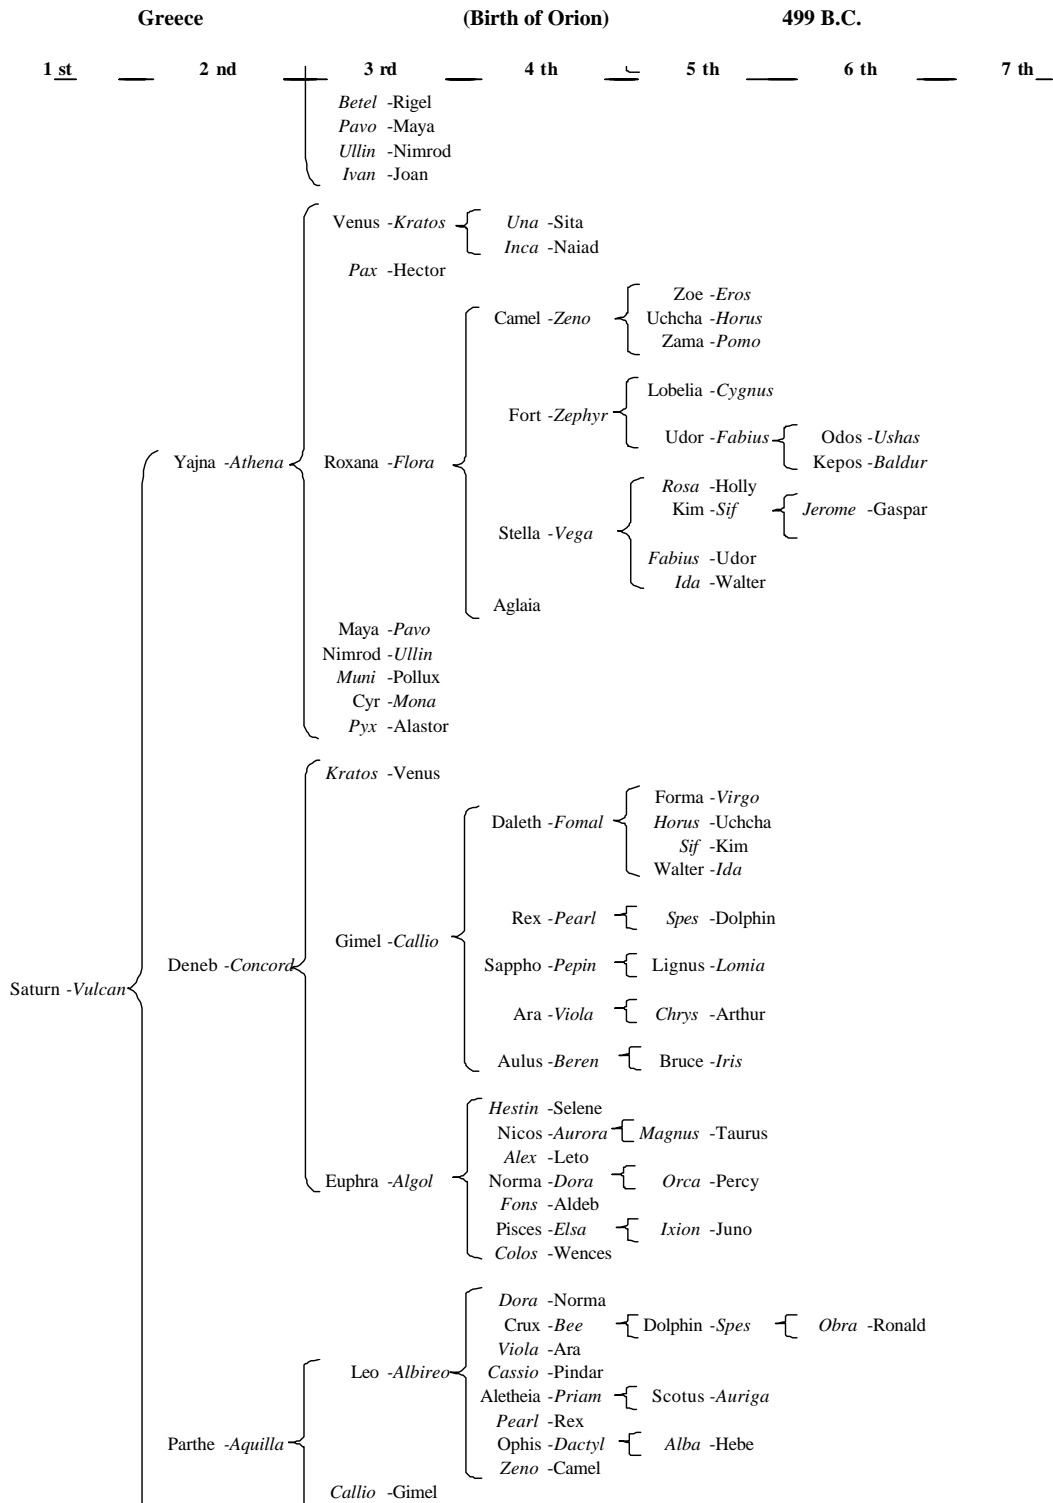 Greece (Birth of Orion) 499 B.C.
1 st 2 nd 3 rd 4 th 5 th 6 th 7 th
Betel -Rigel
Pavo -Maya
Ullin -Nimrod
Ivan -Joan
Venus -Kratos Una -Sita
Inca -Naiad
Pax -Hector
Zoe -Eros
Camel -Zeno Uchcha -Horus
Zama -Pomo
Lobelia -Cygnus
Fort -Zephyr
Udor -Fabius Odos -Ushas
Yajna -Athena Roxana -Flora Kepos -Baldur
Rosa -Holly
Kim -Sif Jerome -Gaspar
Stella -Vega
Fabius -Udor
Ida -Walter
Aglaia
Maya -Pavo
Nimrod -Ullin
Muni -Pollux
Cyr -Mona
Pyx -Alastor
Kratos -Venus
Forma -Virgo
Daleth -Fomal Horus -Uchcha
Sif -Kim
Walter -Ida
Rex -Pearl Spes -Dolphin
Gimel -Callio
Deneb -Concord Sappho -Pepin Lignus -Lomia
Saturn -Vulcan
Ara -Viola Chrys -Arthur
Aulus -Beren Bruce -Iris
Hestin -Selene
Nicos -Aurora Magnus -Taurus
Alex -Leto
Euphra -Algol Norma -Dora Orca -Percy
Fons -Aldeb
Pisces -Elsa Ixion -Juno
Colos -Wences
Dora -Norma
Crux -Bee Dolphin -Spes Obra -Ronald
Viola -Ara
Leo -Albireo Cassio -Pindar
Aletheia -Priam Scotus -Auriga
Pearl -Rex
Parthe -Aquilla Ophis -Dactyl Alba -Hebe
Zeno -Camel
Callio -Gimel